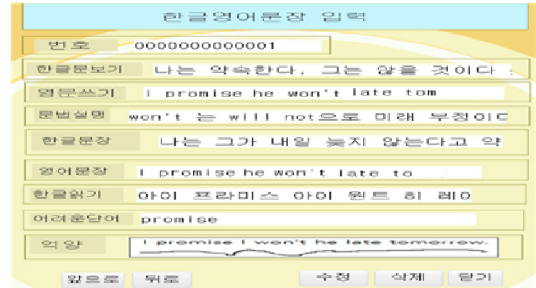 한글영어문장 입력
번호 0000000000001
한글문보기 나는 약속한다. 그는 않을 것이다
영문쓰기 I promise he won't late tom
문법설명 won't 는 will not으로 미래 부정이다
한글문장 나는 그가 내일 늦지 않는다고 약
영어문장 I promise he won't late to
한글읽기 아이 프라미스 아이 원트 히 레이
어려운단어 promise
억양 I promise I won't he late tomorrow.
앞으로 뒤로 수정 삭제 닫기